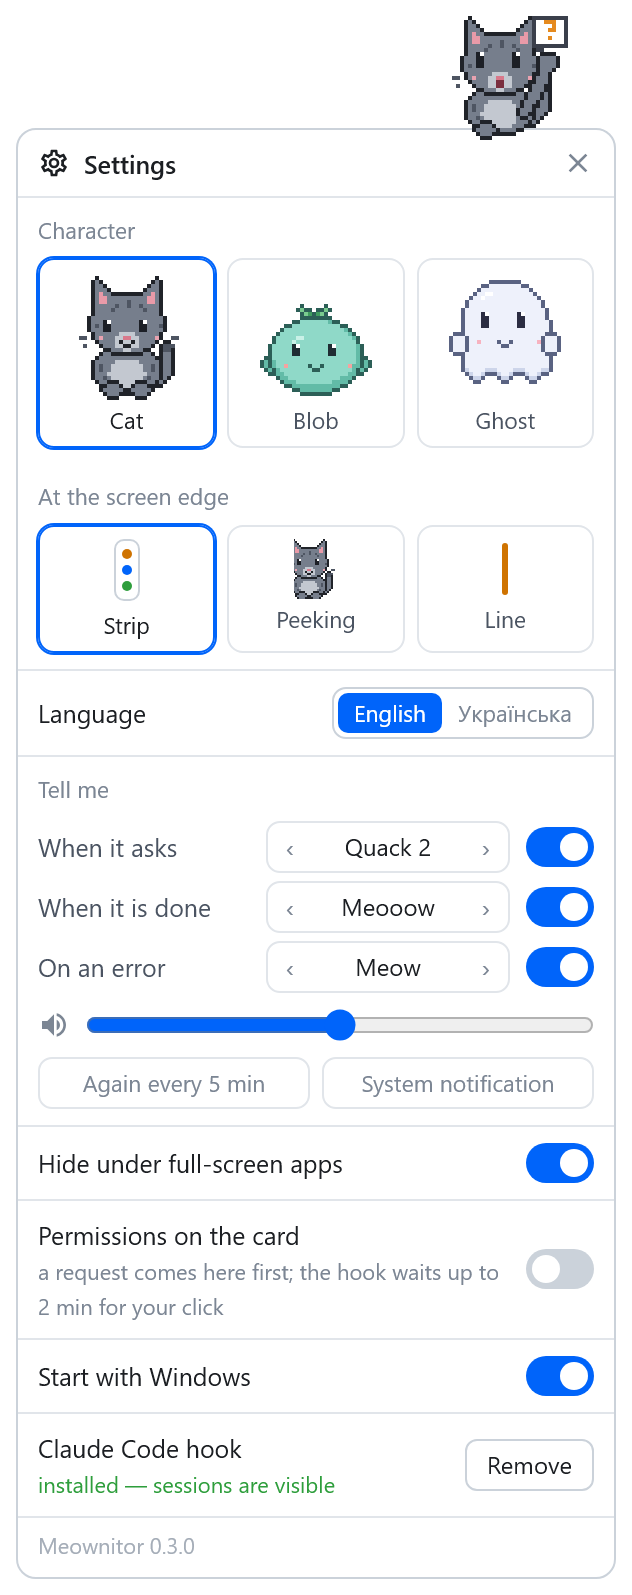 ?
Settings
Character
Cat
Blob
Ghost
At the screen edge
Strip
Peeking
Line
Language
English
Українська
Tell me
When it asks
‹ Quack 2 ›
When it is done
‹ Meooow ›
On an error
‹ Meow ›
Again every 5 min
System notification
Hide under full-screen apps
Permissions on the card
a request comes here first; the hook waits up to
2 min for your click
Start with Windows
Claude Code hook
installed — sessions are visible
Remove
Meownitor 0.3.0